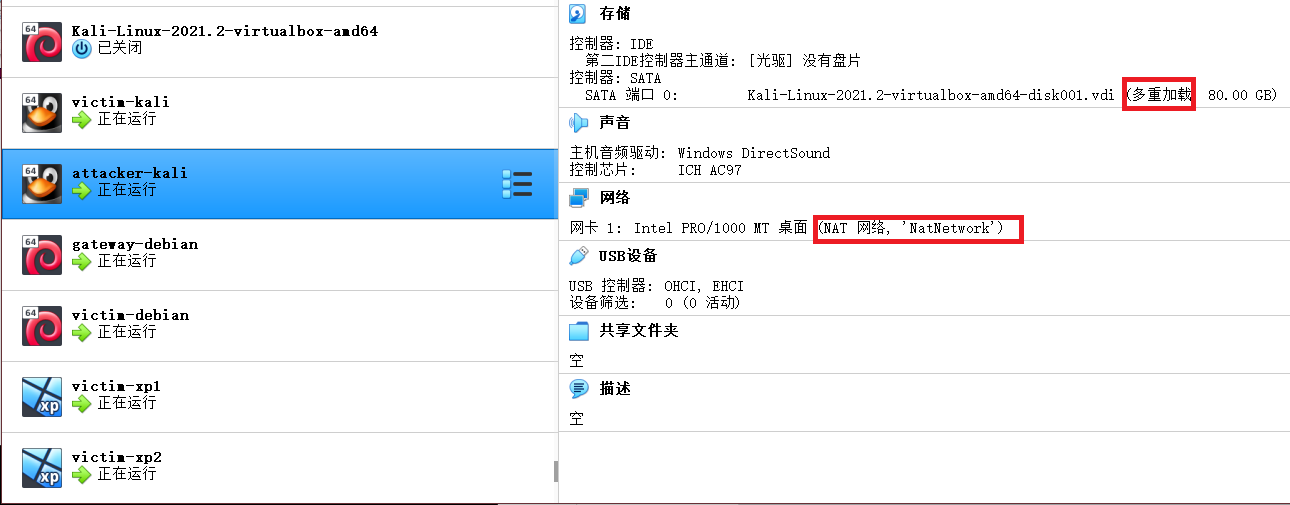 Kali-Linux-2021.2-virtualbox-amd64
已关闭
victim-kali
正在运行
attacker-kali
正在运行
gateway-debian
正在运行
victim-debian
正在运行
victim-xp1
正在运行
victim-xp2
正在运行
存储
控制器: IDE
第二IDE控制器主通道: [光驱] 没有盘片
控制器: SATA
SATA 端口 0: Kali-Linux-2021.2-virtualbox-amd64-disk001.vdi (多重加载 80.00 GB)
声音
主机音频驱动: Windows DirectSound
控制芯片: ICH AC97
网络
网卡 1: Intel PRO/1000 MT 桌面 (NAT 网络, 'NatNetwork')
USB设备
USB 控制器: OHCI, EHCI
设备筛选: 0 (0 活动)
共享文件夹
空
描述
空